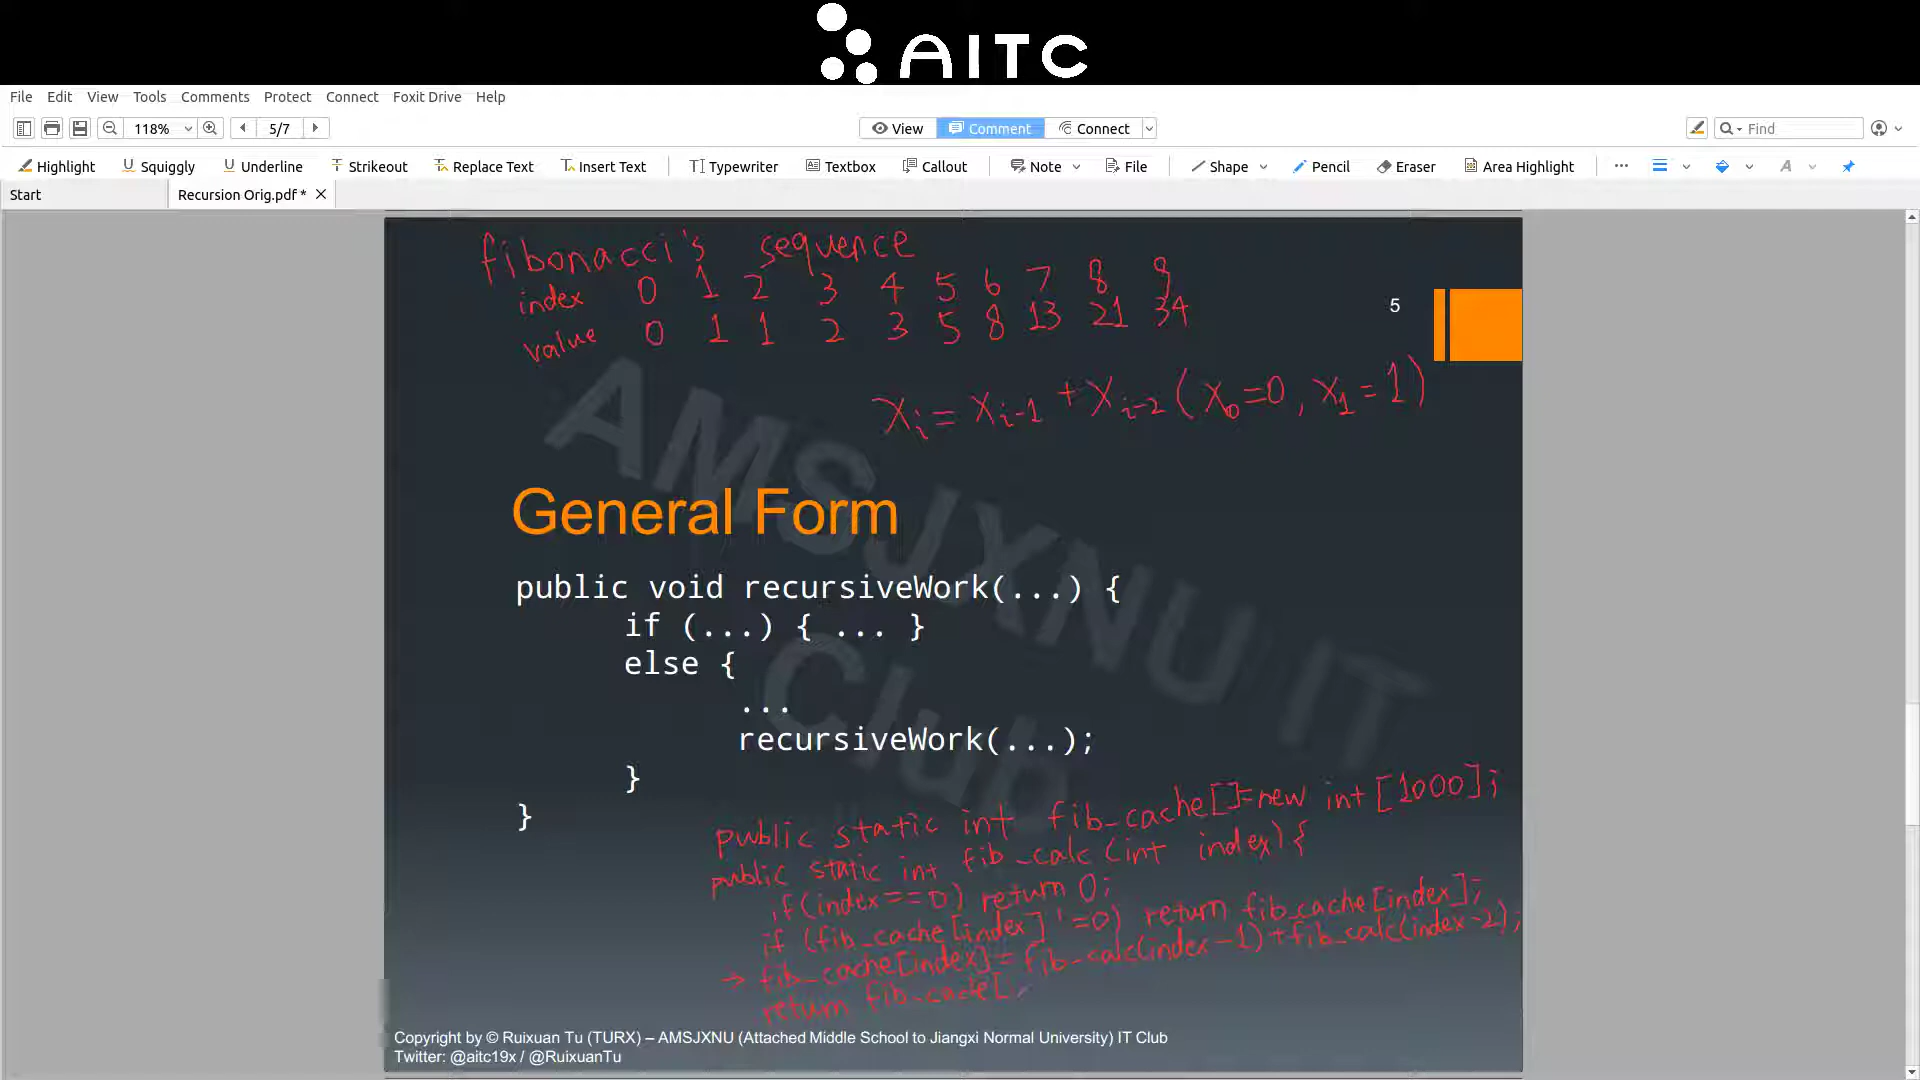 AITC
File Edit View Tools Comments Protect Connect Foxit Drive Help
118% 5/7 View Comment Connect Find
Highlight Squiggly Underline Strikeout Replace Text Insert Text Typewriter Textbox Callout Note File Shape Pencil Eraser Area Highlight ... A
Start Recursion Orig.pdf *
fibonacci's sequence
index 0 1 2 3 4 5 6 7 8 9
value 0 1 1 2 3 5 8 13 21 34
5
Xi = Xi-1 + Xi-2 ( X0=0, X1=1)
General Form
public void recursiveWork(...) {
if (...) { ... }
else {
...
recursiveWork(...);
}
}
public static int fib_cache[]=new int [1000];
public static int fib_calc (int index) {
if(index==0) return 0;
if (fib_cache[index] !=0) return fib_cache[index];
→ fib_cache[index]= fib_calc(index-1)+fib_calc(index-2);
return fib_cache[
AMSJXNU IT
Club
Copyright by © Ruixuan Tu (TURX) – AMSJXNU (Attached Middle School to Jiangxi Normal University) IT Club
Twitter: @aitc19x / @RuixuanTu